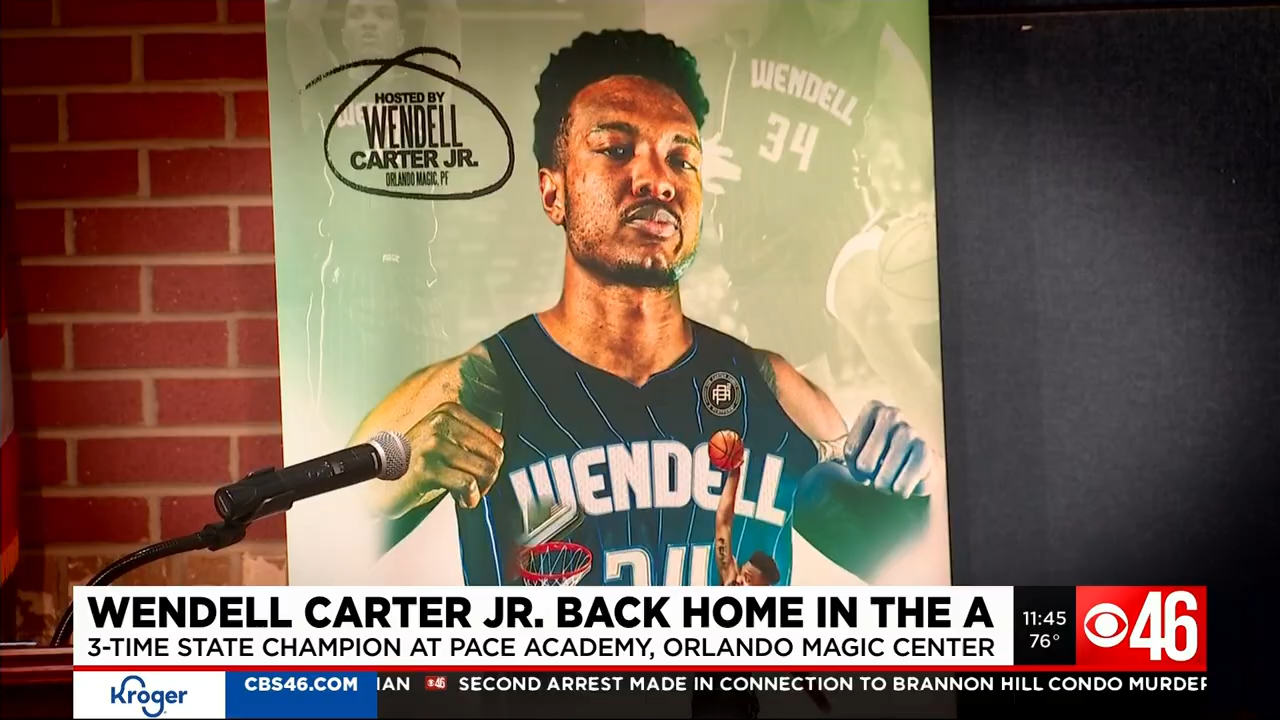 HOSTED BY
WENDELL
CARTER JR.
ORLANDO MAGIC, PF
WENDELL
34
WENDELL
34
WENDELL CARTER JR. BACK HOME IN THE A
3-TIME STATE CHAMPION AT PACE ACADEMY, ORLANDO MAGIC CENTER
11:45
76°
46
Kroger
CBS46.COM
IAN 46 SECOND ARREST MADE IN CONNECTION TO BRANNON HILL CONDO MURDER